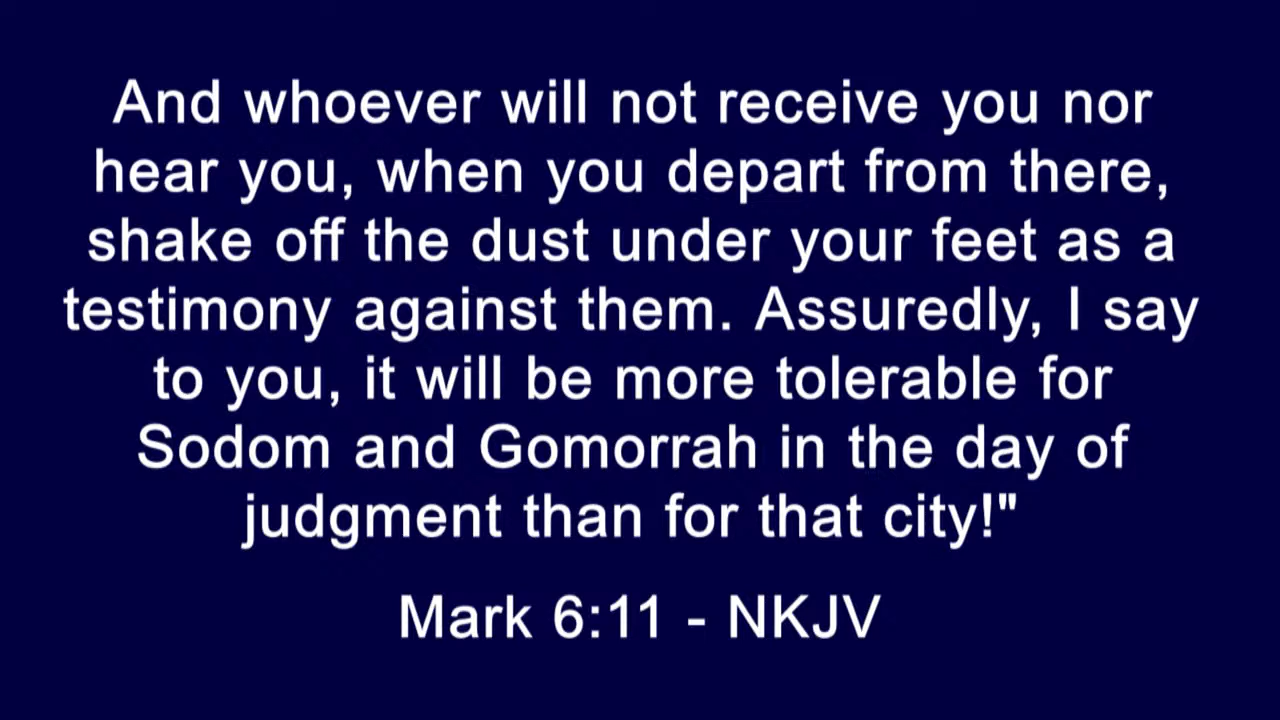 And whoever will not receive you nor
hear you, when you depart from there,
shake off the dust under your feet as a
testimony against them. Assuredly, I say
to you, it will be more tolerable for
Sodom and Gomorrah in the day of
judgment than for that city!"
Mark 6:11 - NKJV